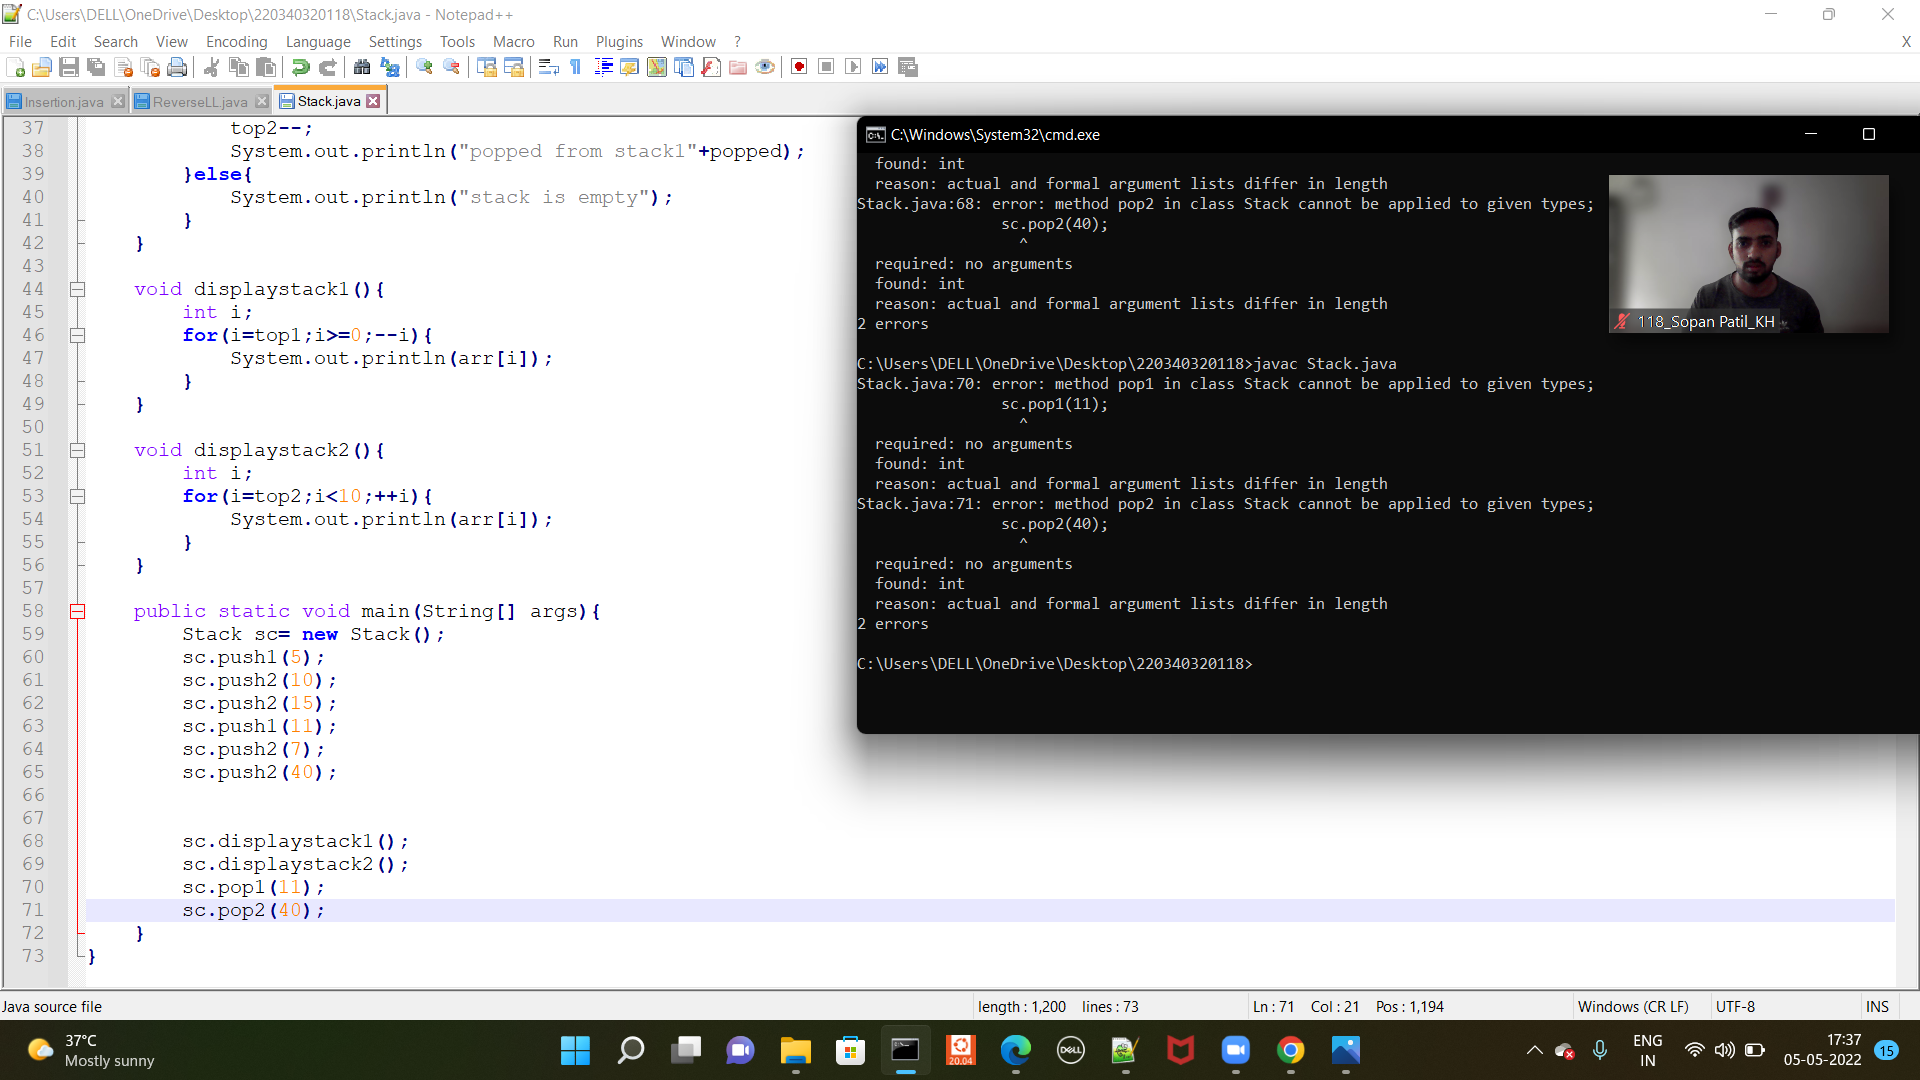 C:\Users\DELL\OneDrive\Desktop\220340320118\Stack.java - Notepad++
File Edit Search View Encoding Language Settings Tools Macro Run Plugins Window ? X
Insertion.java ReverseLL.java Stack.java
37 top2--;
38 System.out.println("popped from stack1"+popped);
39 }else{
40 System.out.println("stack is empty");
41 }
42 }
43
44 void displaystack1(){
45 int i;
46 for(i=top1;i>=0;--i){
47 System.out.println(arr[i]);
48 }
49 }
50
51 void displaystack2(){
52 int i;
53 for(i=top2;i<10;++i){
54 System.out.println(arr[i]);
55 }
56 }
57
58 public static void main(String[] args){
59 Stack sc= new Stack();
60 sc.push1(5);
61 sc.push2(10);
62 sc.push2(15);
63 sc.push1(11);
64 sc.push2(7);
65 sc.push2(40);
66
67
68 sc.displaystack1();
69 sc.displaystack2();
70 sc.pop1(11);
71 sc.pop2(40);
72 }
73 }
C:\Windows\System32\cmd.exe
found: int
reason: actual and formal argument lists differ in length
Stack.java:68: error: method pop2 in class Stack cannot be applied to given types;
sc.pop2(40);
^
required: no arguments
found: int
reason: actual and formal argument lists differ in length
2 errors
C:\Users\DELL\OneDrive\Desktop\220340320118>javac Stack.java
Stack.java:70: error: method pop1 in class Stack cannot be applied to given types;
sc.pop1(11);
^
required: no arguments
found: int
reason: actual and formal argument lists differ in length
Stack.java:71: error: method pop2 in class Stack cannot be applied to given types;
sc.pop2(40);
^
required: no arguments
found: int
reason: actual and formal argument lists differ in length
2 errors
C:\Users\DELL\OneDrive\Desktop\220340320118>
118_Sopan Patil_KH
Java source file length : 1,200 lines : 73 Ln : 71 Col : 21 Pos : 1,194 Windows (CR LF) UTF-8 INS
37°C
Mostly sunny
20.04
DELL
ENG
IN
17:37
05-05-2022
15